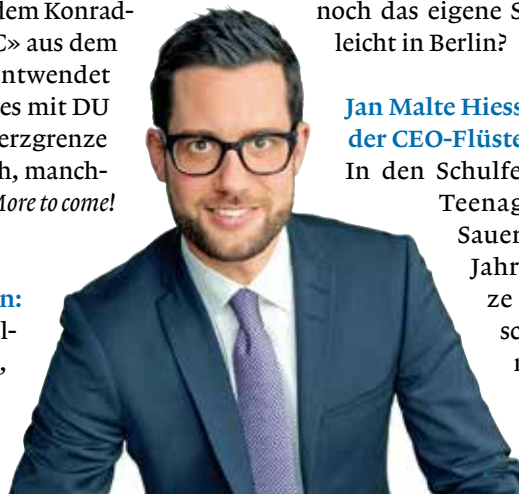 dem Konrad-
C» aus dem
ntwendet
es mit DU
erzgrenze
h, manch-
More to come!
n:
l-
,
noch das eigene S
leicht in Berlin?
Jan Malte Hiess
der CEO-Flüste
In den Schulfe
Teenag
Sauer
Jahr
ze
sc